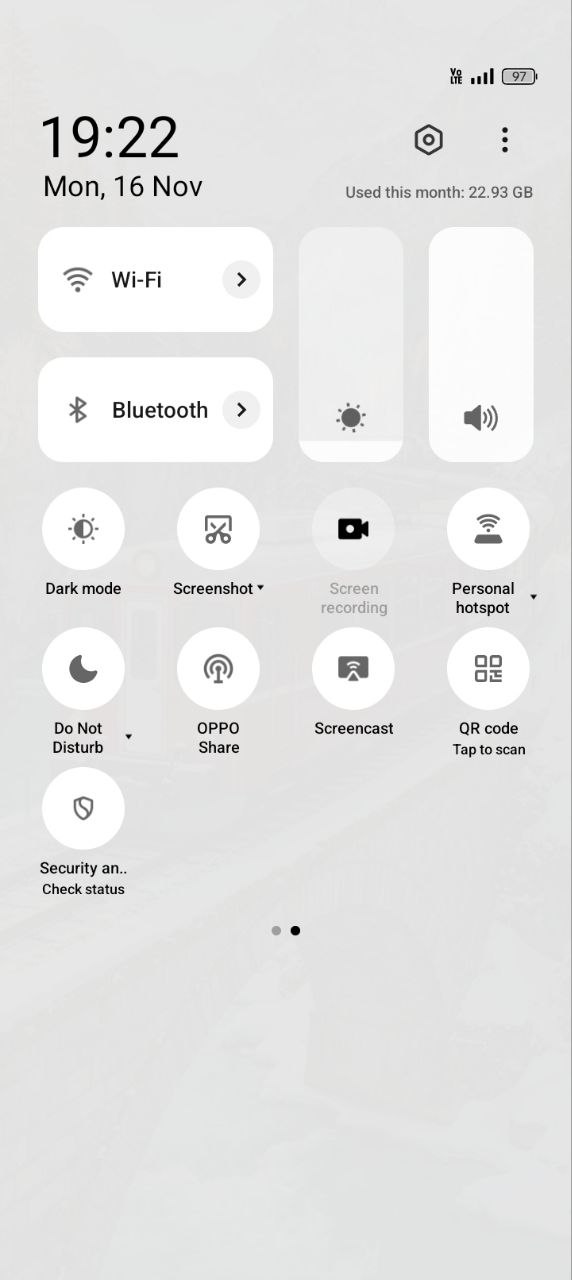 Vo
LTE
97
19:22
Mon, 16 Nov
Used this month: 22.93 GB
Wi-Fi
Bluetooth
Dark mode
Screenshot
Screen
recording
Personal
hotspot
Do Not
Disturb
OPPO
Share
Screencast
QR code
Tap to scan
Security an..
Check status